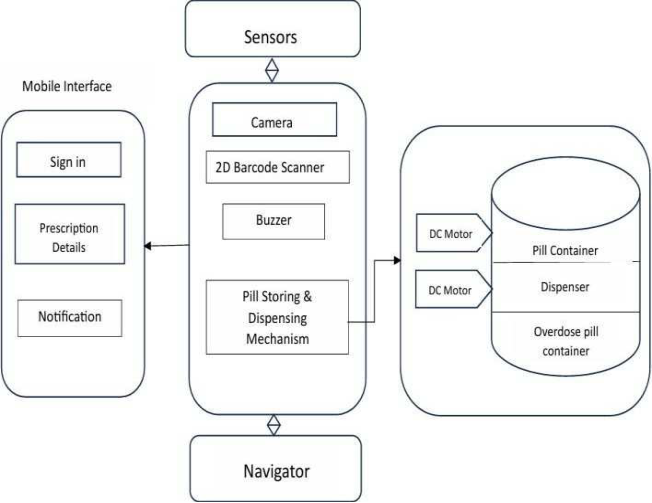 Sensors
Mobile Interface
Sign in
Prescription
Details
Notification
Camera
2D Barcode Scanner
Buzzer
Pill Storing &
Dispensing
Mechanism
DC Motor
DC Motor
Pill Container
Dispenser
Overdose pill
container
Navigator